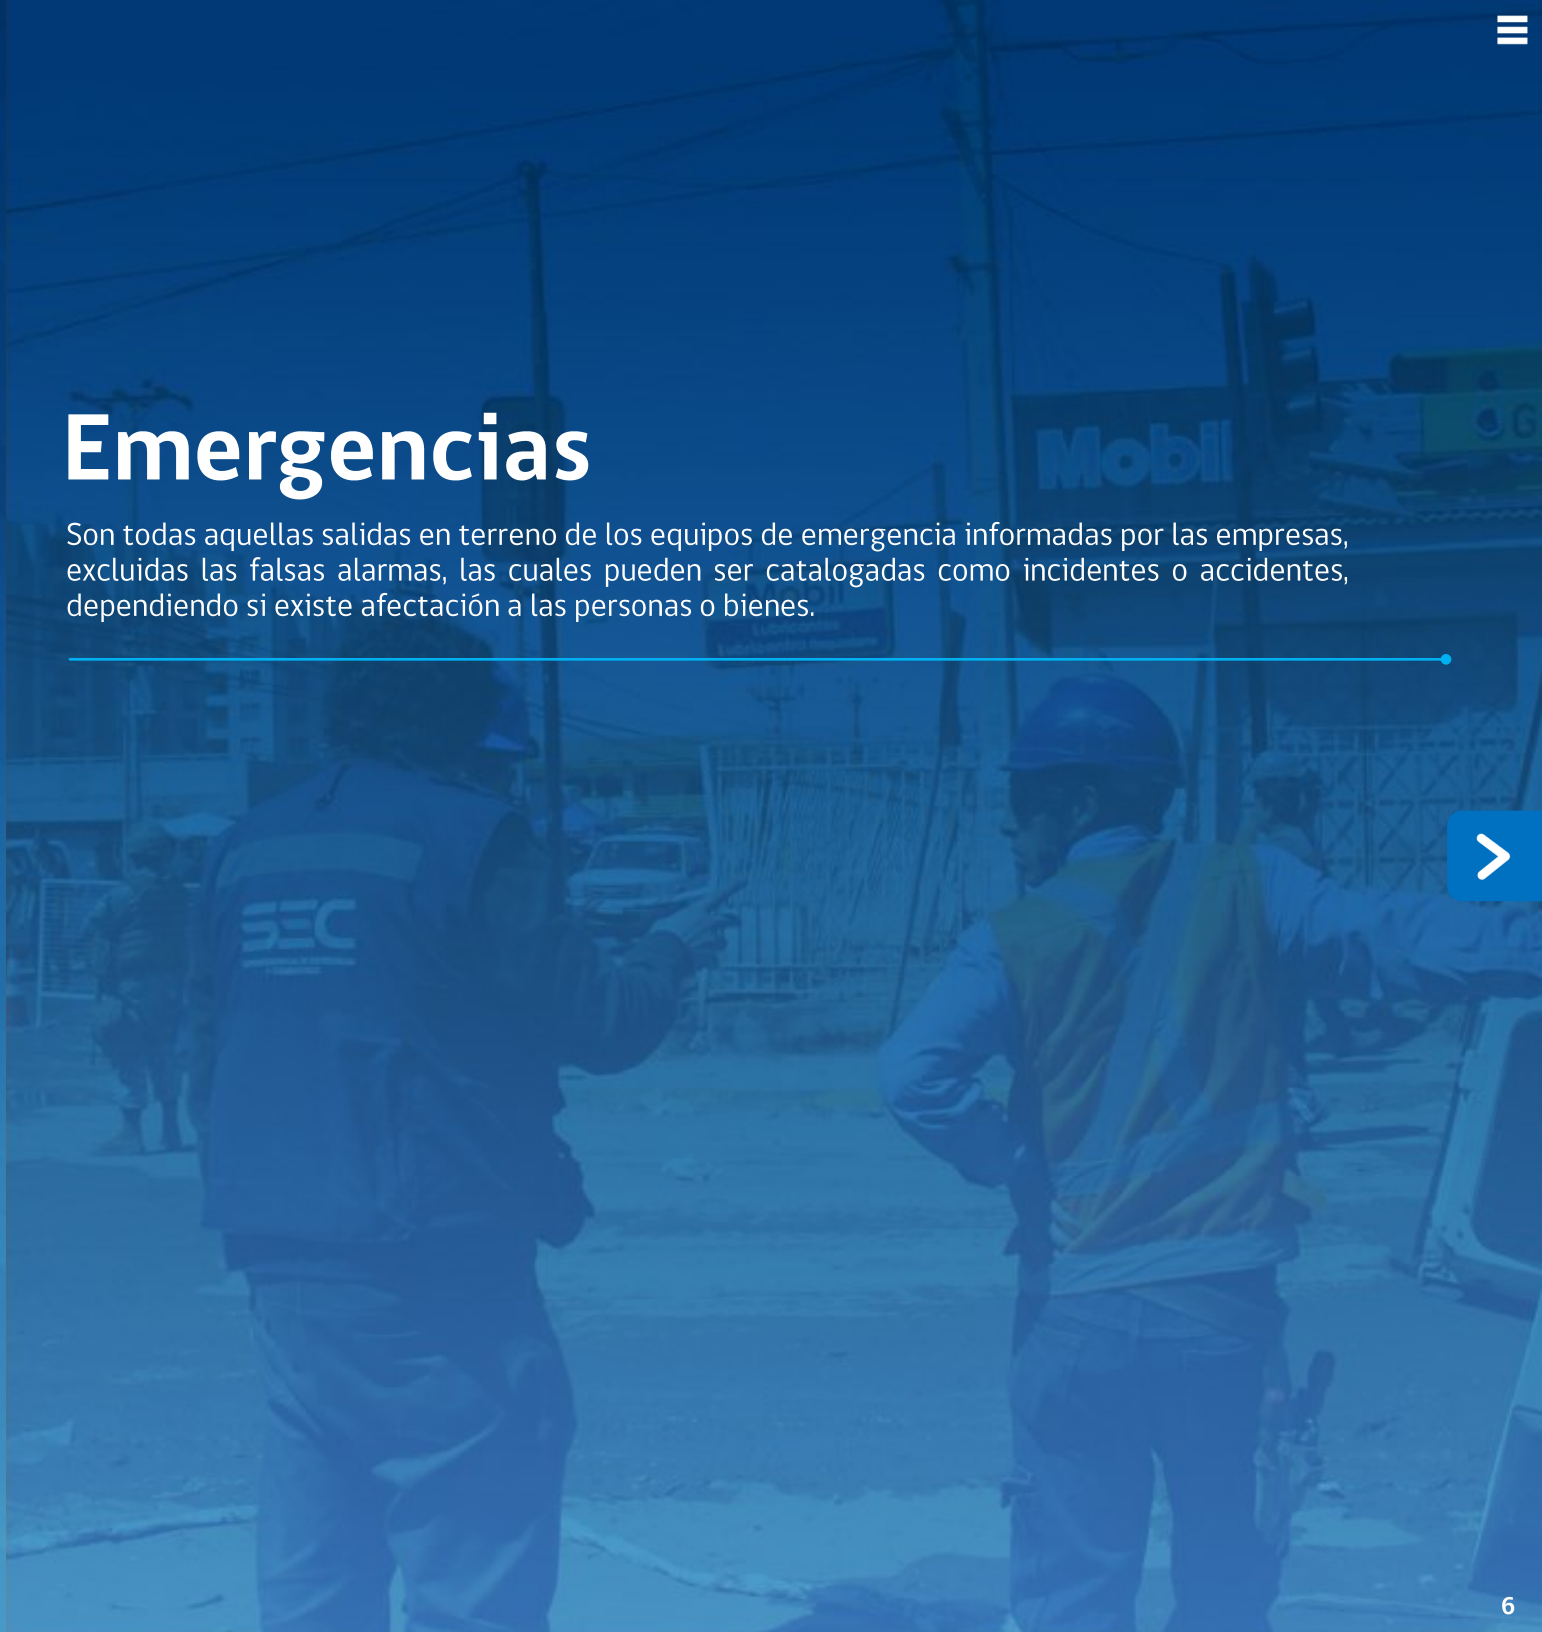 Emergencias
Son todas aquellas salidas en terreno de los equipos de emergencia informadas por las empresas,
excluidas las falsas alarmas, las cuales pueden ser catalogadas como incidentes o accidentes,
dependiendo si existe afectación a las personas o bienes.
Mobil
G
Mobil
Lubricantes
SEC
6